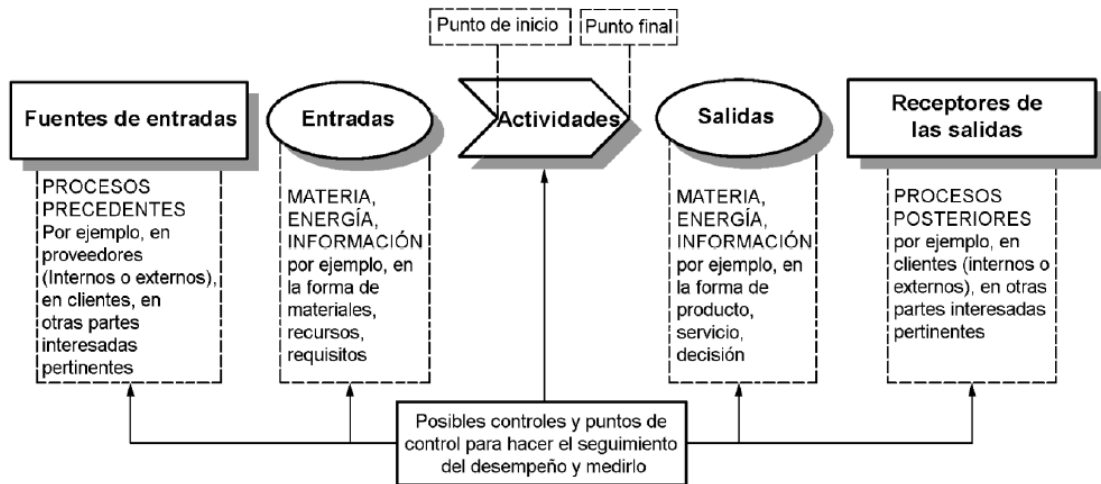 Punto de inicio
Punto final
Fuentes de entradas
Entradas
Actividades
Salidas
Receptores de
las salidas
PROCESOS
PRECEDENTES
Por ejemplo, en
proveedores
(Internos o externos),
en clientes, en
otras partes
interesadas
pertinentes
MATERIA,
ENERGÍA,
INFORMACIÓN
por ejemplo, en
la forma de
materiales,
recursos,
requisitos
MATERIA,
ENERGÍA,
INFORMACIÓN
por ejemplo, en
la forma de
producto,
servicio,
decisión
PROCESOS
POSTERIORES
por ejemplo, en
clientes (internos o
externos), en otras
partes interesadas
pertinentes
Posibles controles y puntos de
control para hacer el seguimiento
del desempeño y medirlo